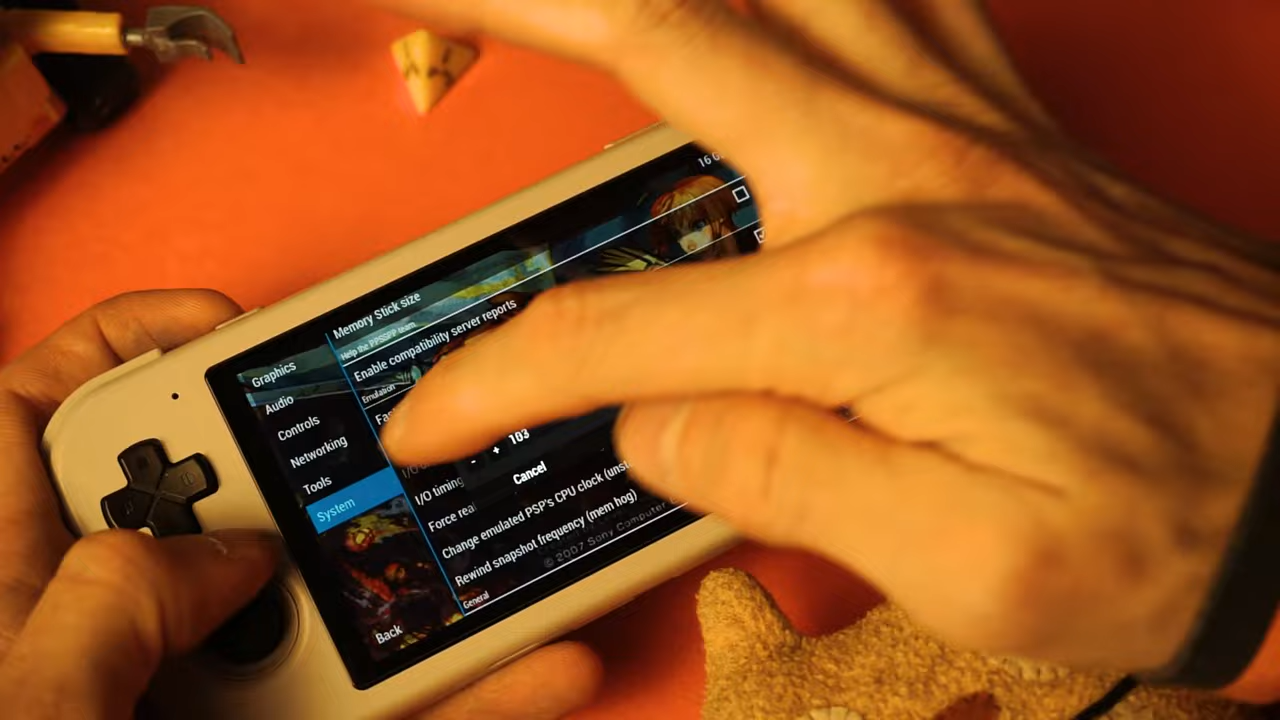 16
Memory Stick size
Help the PPSSPP team
Enable compatibility server reports
Emulation
I/O timing
Force
Change emulated PSP's CPU clock
Rewind snapshot frequency (mem hog)
© 2007 Sony Computer
General
- + 103
Cancel
Graphics
Audio
Controls
Networking
Tools
System
Back